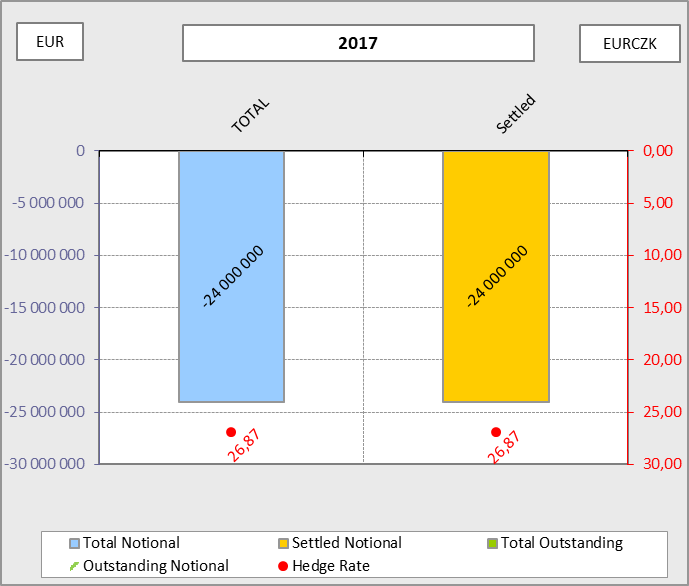 EUR
2017
EURCZK
TOTAL
Settled
0
0,00
-5 000 000
5,00
-10 000 000
10,00
-24 000 000
-24 000 000
-15 000 000
15,00
-20 000 000
20,00
-25 000 000
25,00
26,87
26,87
-30 000 000
30,00
Total Notional
Settled Notional
Total Outstanding
Outstanding Notional
Hedge Rate